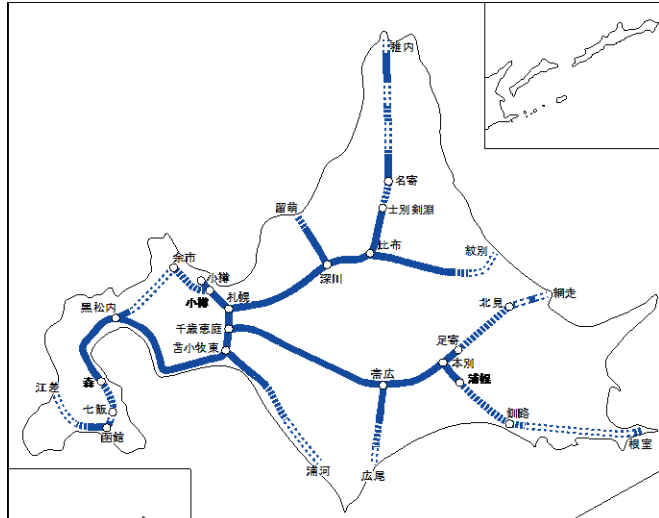 稚内
名寄
留萌
士別剣淵
比布
紋別
余市
小樽
深川
網走
小樽
札幌
北見
黒松内
千歳恵庭
足寄
苫小牧東
本別
帯広
浦幌
森
江差
七飯
釧路
函館
根室
浦河
広尾